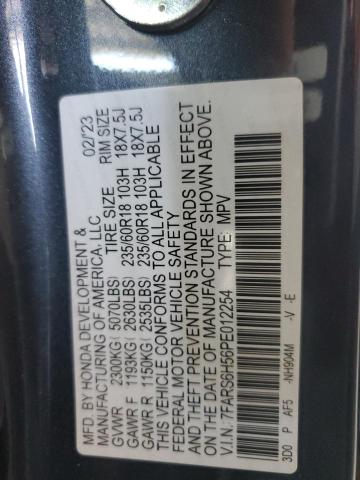 MFD. BY HONDA DEVELOPMENT &
MANUFACTURING OF AMERICA, LLC 02/'23
GVWR 2300KG( 5070LBS) TIRE SIZE RIM SIZE
GAWR F 1193KG( 2630LBS) 235/60R18 103H 18X7.5J
GAWR R 1150KG( 2535LBS) 235/60R18 103H 18X7.5J
THIS VEHICLE CONFORMS TO ALL APPLICABLE
FEDERAL MOTOR VEHICLE SAFETY
AND THEFT PREVENTION STANDARDS IN EFFECT
ON THE DATE OF MANUFACTURE SHOWN ABOVE.
V.I.N.: 7FARS6H56PE012254 TYPE: MPV
3D0 P AF5 -NH904M -V -E